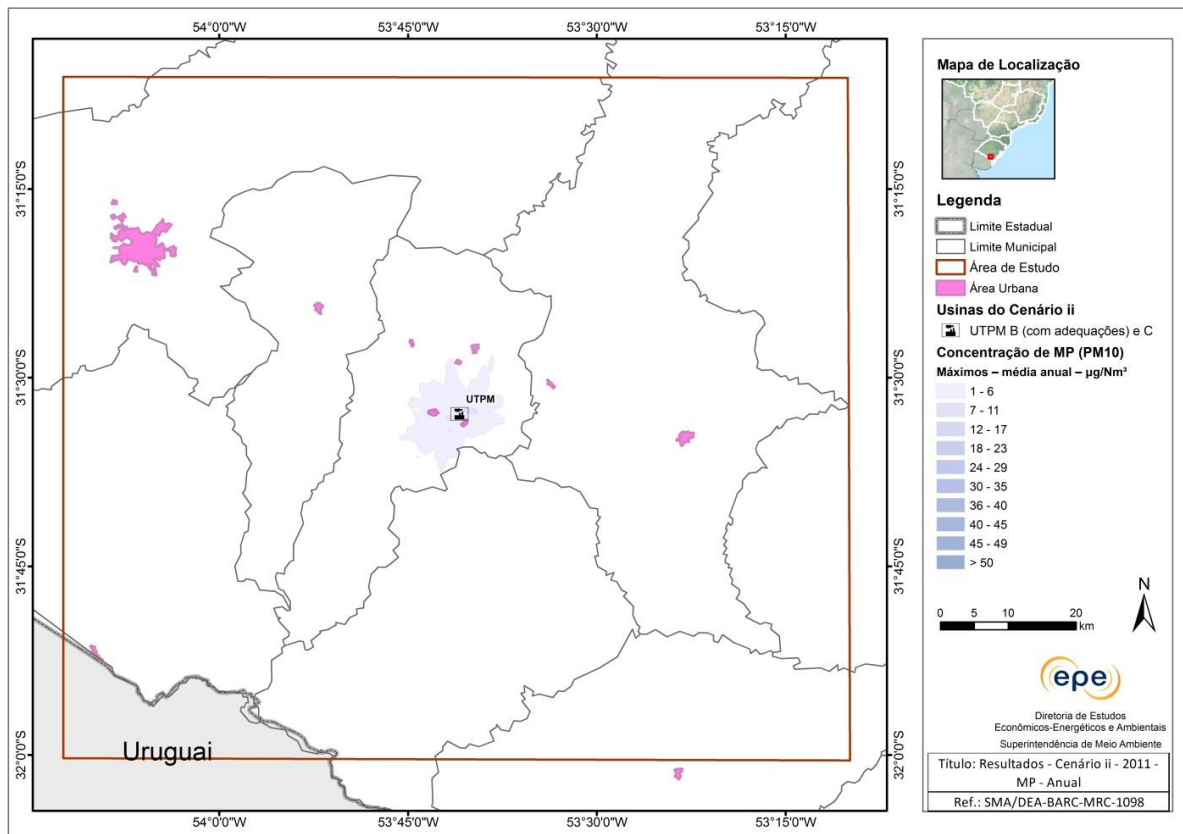 54°0'0"W 53°45'0"W 53°30'0"W 53°15'0"W
31°15'0"S
31°30'0"S
31°45'0"S
32°0'0"S
31°15'0"S
31°30'0"S
31°45'0"S
32°0'0"S
UTPM
Uruguai
54°0'0"W 53°45'0"W 53°30'0"W 53°15'0"W
Mapa de Localização
Legenda
Limite Estadual
Limite Municipal
Área de Estudo
Área Urbana
Usinas do Cenário ii
UTPM B (com adequações) e C
Concentração de MP (PM10)
Máximos – média anual – µg/Nm³
1 - 6
7 - 11
12 - 17
18 - 23
24 - 29
30 - 35
36 - 40
40 - 45
45 - 49
> 50
N
0 5 10 20
km
epe
Diretoria de Estudos
Econômicos-Energéticos e Ambientais
Superintendência de Meio Ambiente
Título: Resultados - Cenário ii - 2011 -
MP - Anual
Ref.: SMA/DEA-BARC-MRC-1098